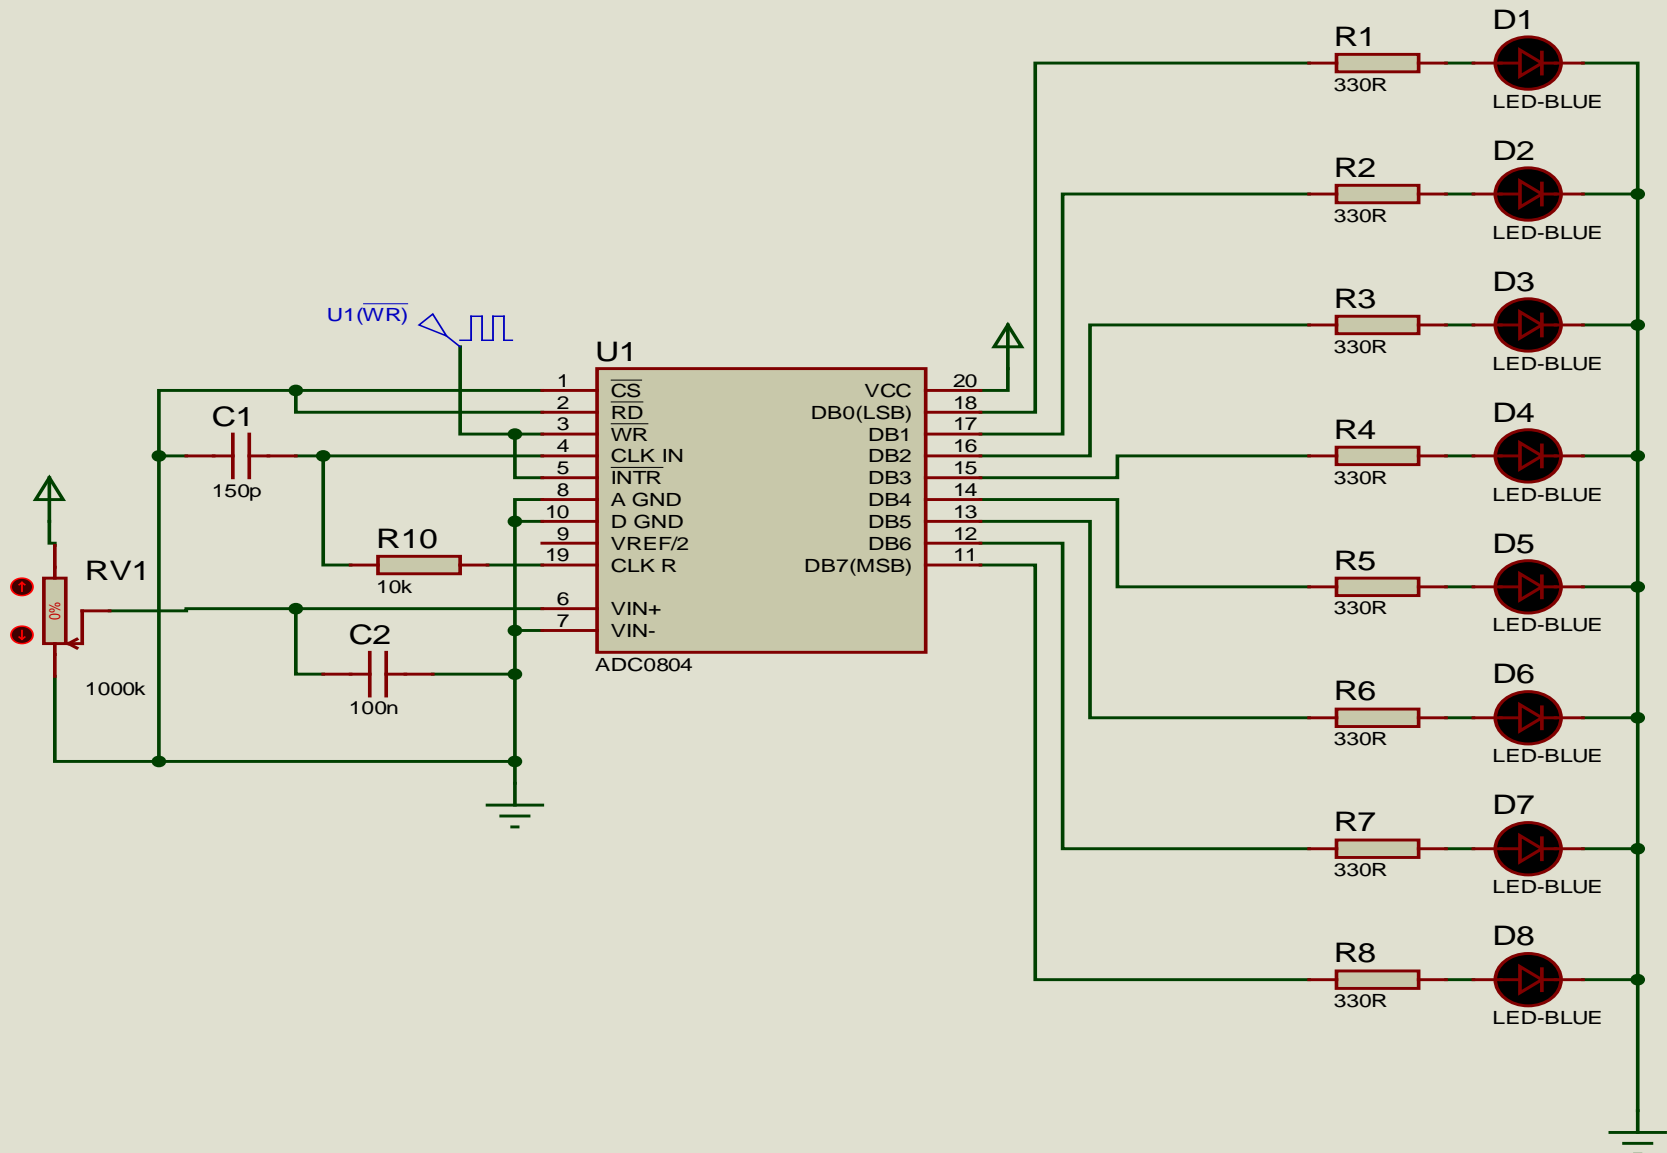 R1
330R
D1
LED-BLUE
R2
330R
D2
LED-BLUE
R3
330R
D3
LED-BLUE
R4
330R
D4
LED-BLUE
R5
330R
D5
LED-BLUE
R6
330R
D6
LED-BLUE
R7
330R
D7
LED-BLUE
R8
330R
D8
LED-BLUE
U1(WR)
U1
1 CS
2 RD
3 WR
4 CLK IN
5 INTR
8 A GND
10 D GND
9 VREF/2
19 CLK R
6 VIN+
7 VIN-
VCC 20
DB0(LSB) 18
DB1 17
DB2 16
DB3 15
DB4 14
DB5 13
DB6 12
DB7(MSB) 11
ADC0804
C1
150p
R10
10k
RV1
0%
1000k
C2
100n